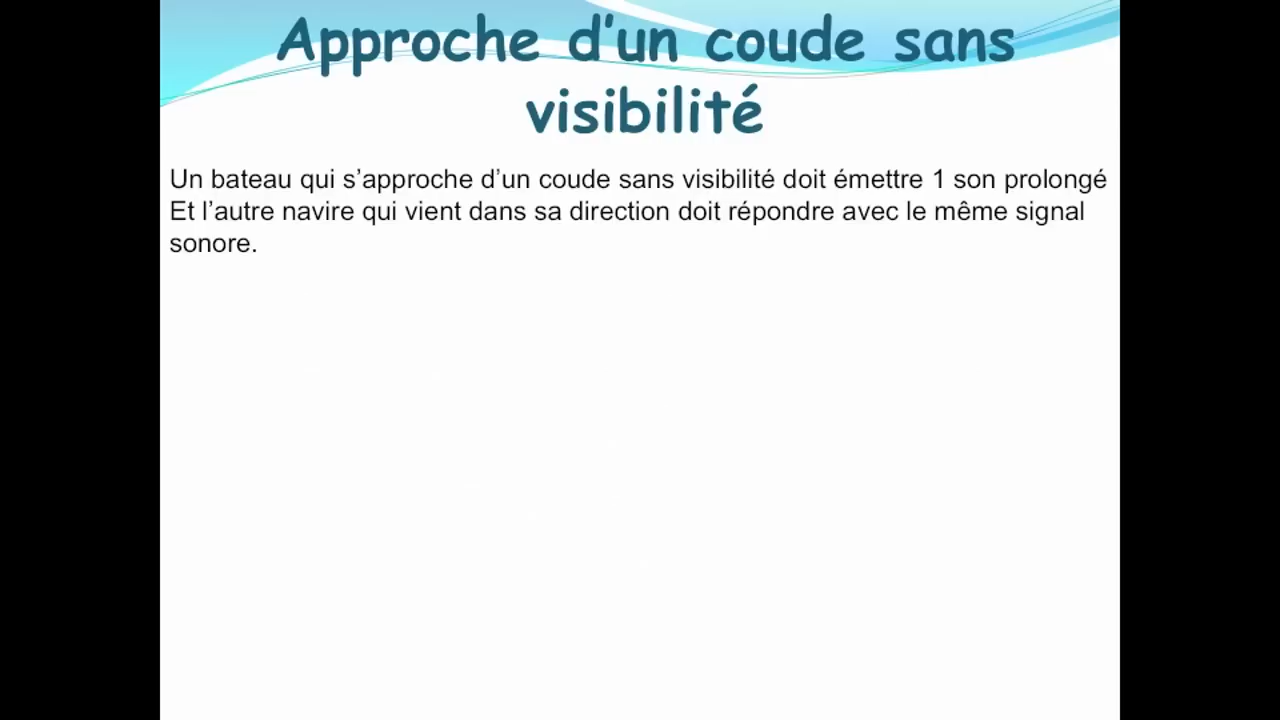 Approche d’un coude sans
visibilité
Un bateau qui s’approche d’un coude sans visibilité doit émettre 1 son prolongé
Et l’autre navire qui vient dans sa direction doit répondre avec le même signal
sonore.